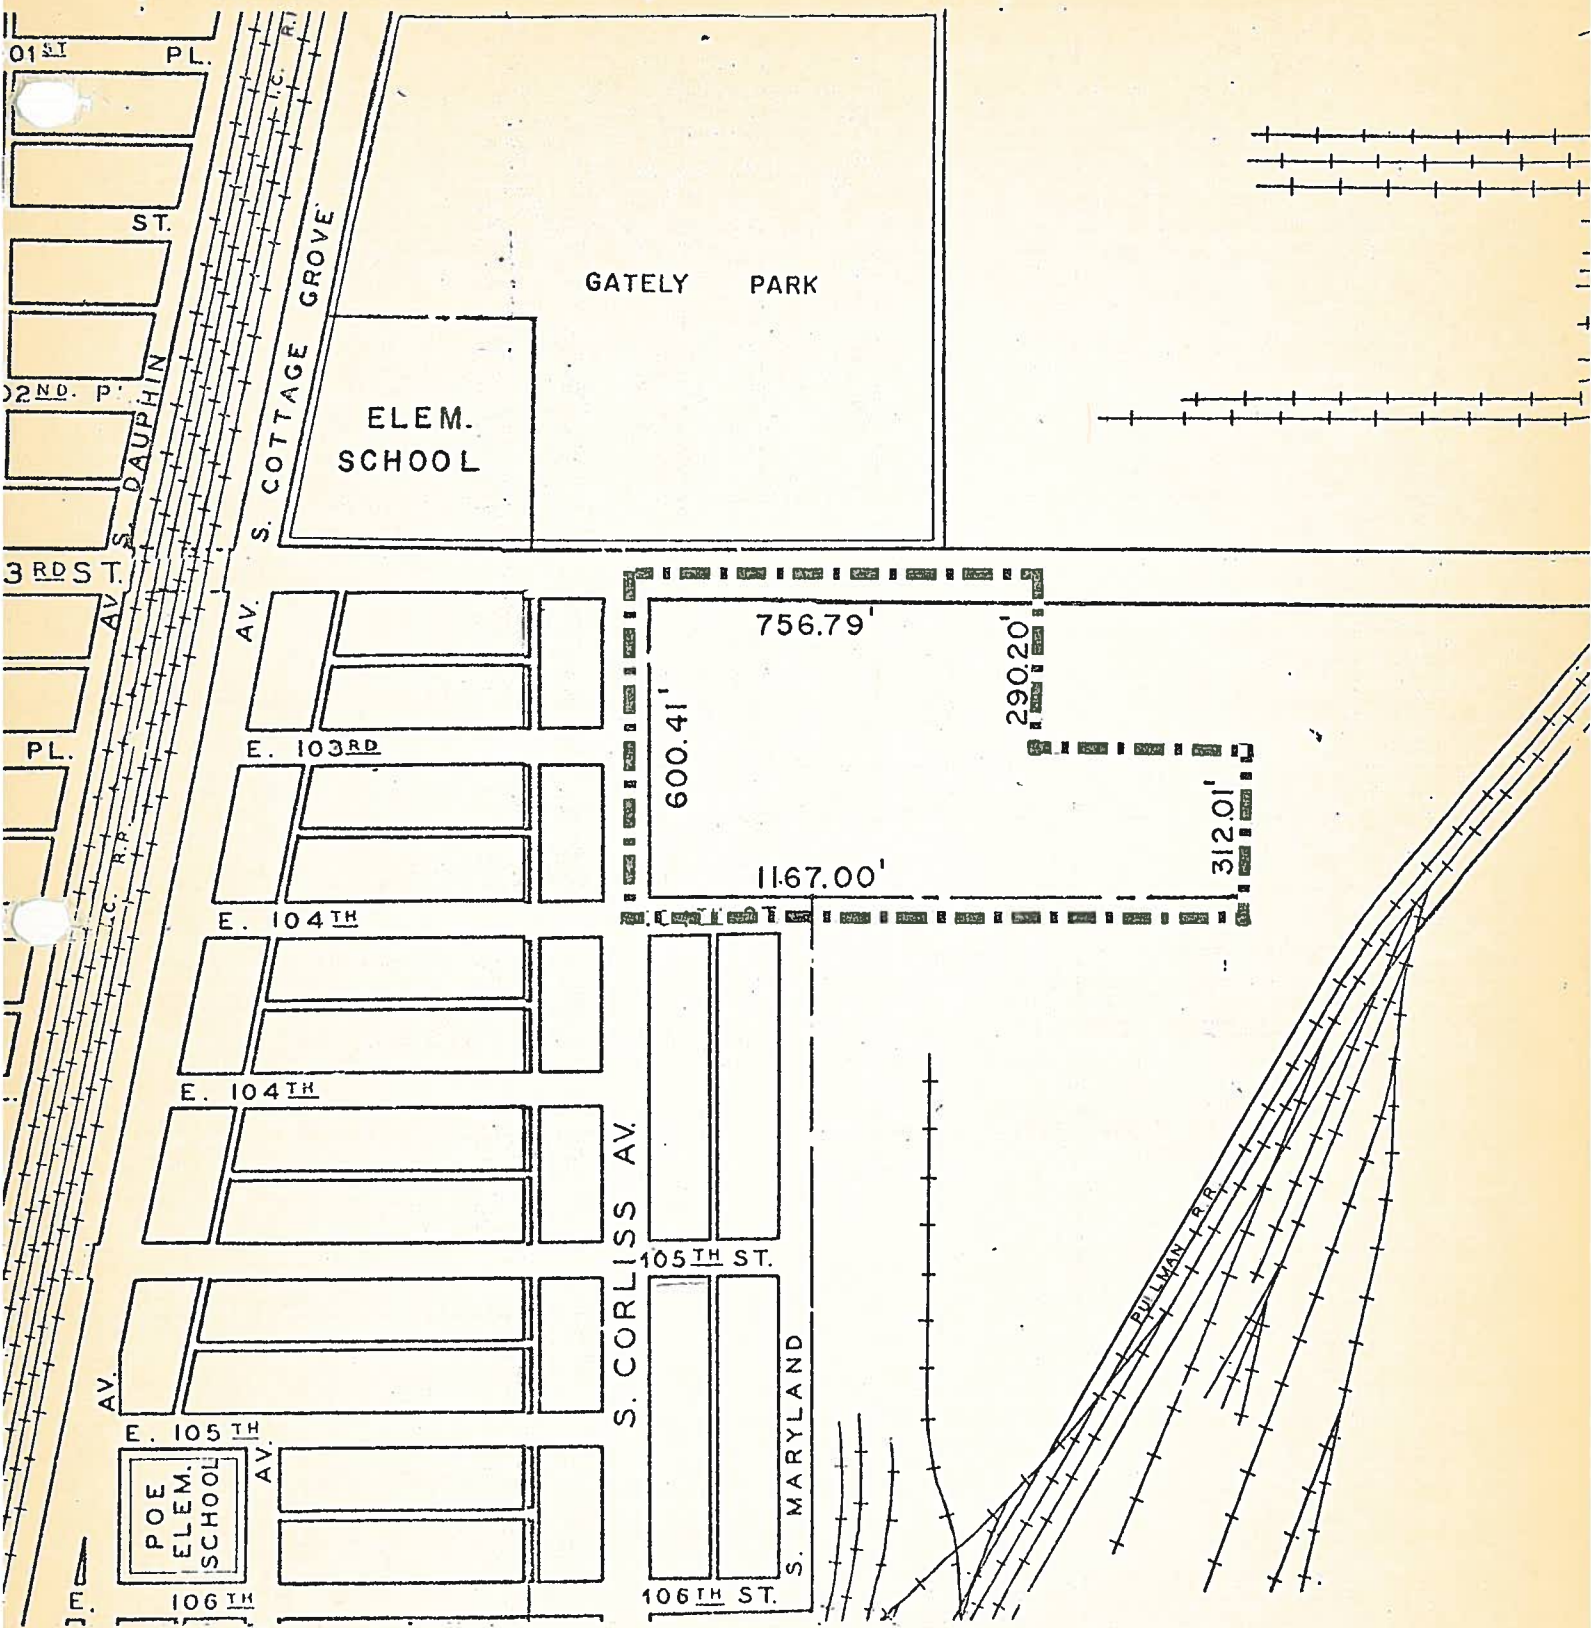 01ST PL.
I.C. R.
ST.
S. COTTAGE GROVE AV.
S. DAUPHIN AV.
GATELY PARK
ELEM.
SCHOOL
02ND. P
3RD ST.
756.79'
290.20'
600.41'
312.01'
1167.00'
E. 103RD
PL.
I.C. R.R.
E. 104TH
E. 104TH
S. CORLISS AV.
105TH ST.
PULLMAN R.R.
S. MARYLAND
AV.
E. 105TH
AV.
POE
ELEM.
SCHOOL
E. 106TH
106TH ST.